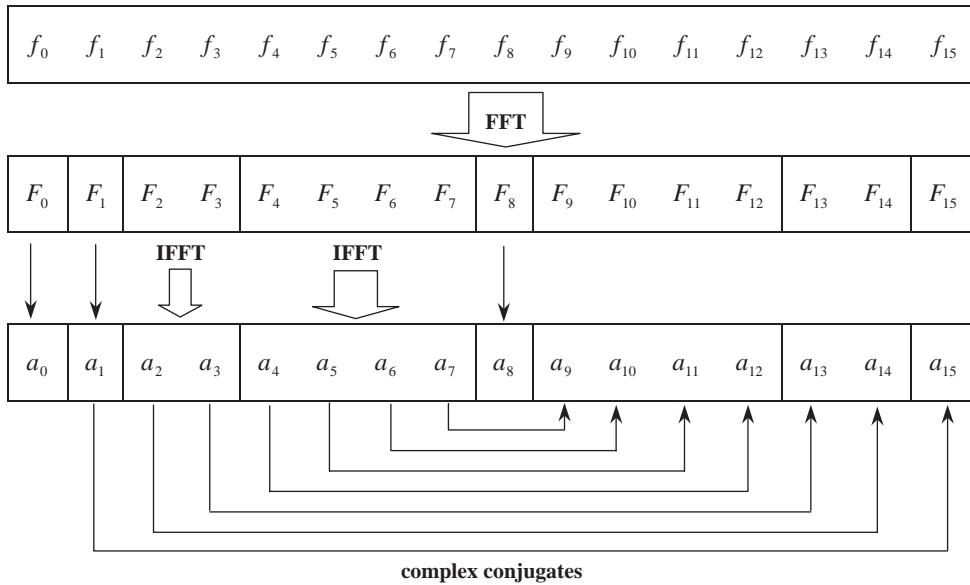 f₀ f₁ f₂ f₃ f₄ f₅ f₆ f₇ f₈ f₉ f₁₀ f₁₁ f₁₂ f₁₃ f₁₄ f₁₅
FFT
F₀ F₁ F₂ F₃ F₄ F₅ F₆ F₇ F₈ F₉ F₁₀ F₁₁ F₁₂ F₁₃ F₁₄ F₁₅
IFFT IFFT
a₀ a₁ a₂ a₃ a₄ a₅ a₆ a₇ a₈ a₉ a₁₀ a₁₁ a₁₂ a₁₃ a₁₄ a₁₅
complex conjugates